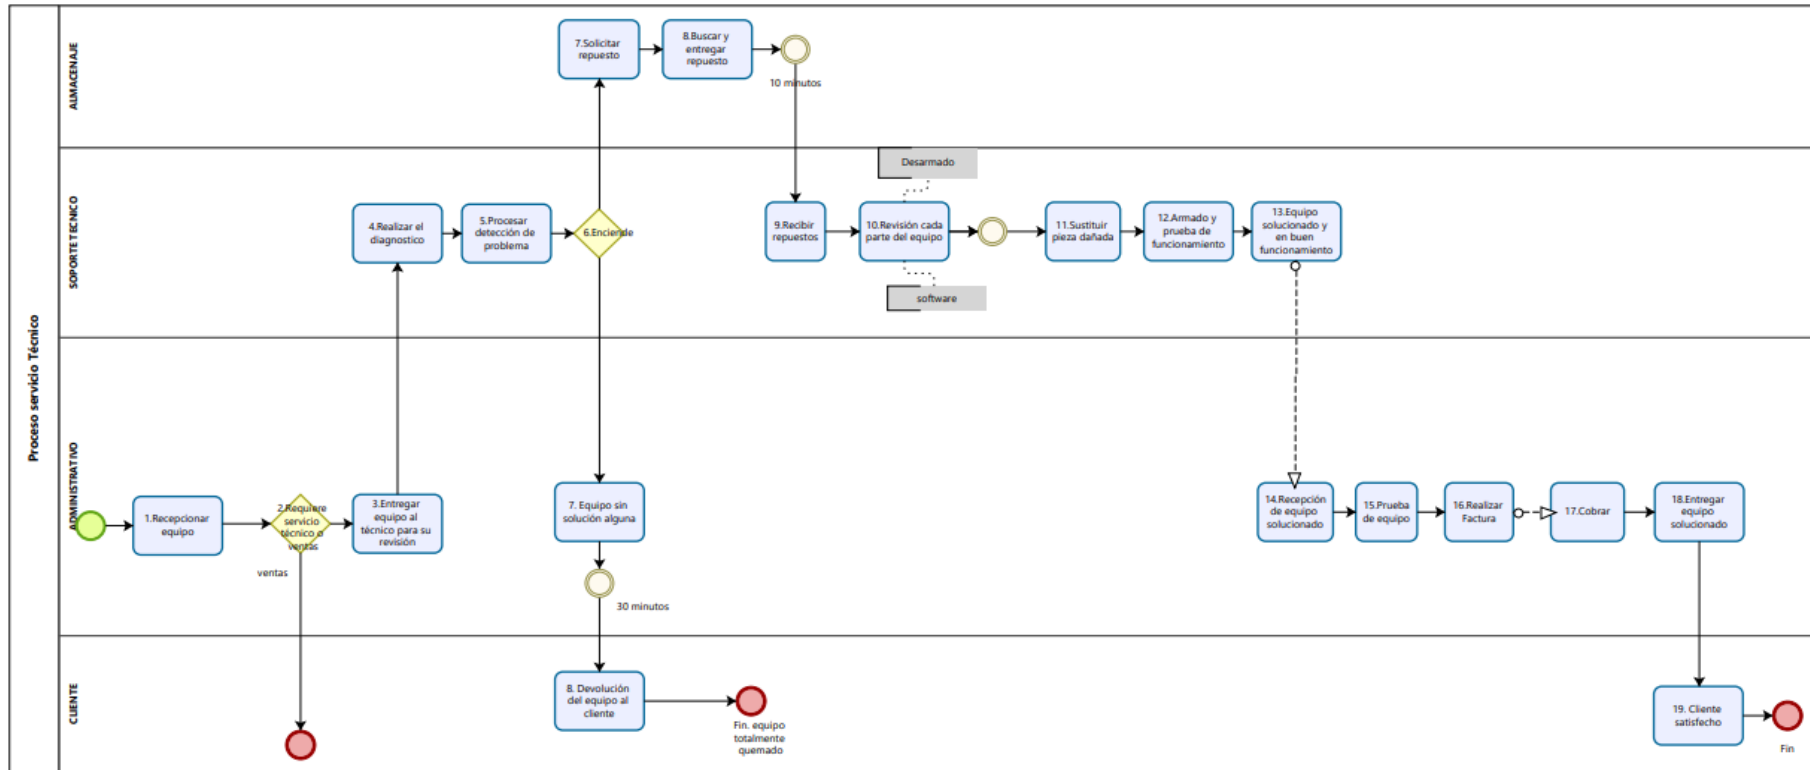 Proceso servicio Técnico
ALMACENAJE
7.Solicitar
repuesto
8.Buscar y
entregar
repuesto
10 minutos
SOPORTE TECNICO
4.Realizar el
diagnostico
5.Procesar
detección de
problema
6.Enciende
9.Recibir
repuestos
Desarmado
10.Revisión cada
parte del equipo
software
11.Sustituir
pieza dañada
12.Armado y
prueba de
funcionamiento
13.Equipo
solucionado y
en buen
funcionamiento
ADMINISTRATIVO
1.Recepcionar
equipo
2.Requiere
servicio
técnico o
ventas
ventas
3.Entregar
equipo al
técnico para su
revisión
7. Equipo sin
solución alguna
30 minutos
14.Recepción
de equipo
solucionado
15.Prueba
de equipo
16.Realizar
Factura
17.Cobrar
18.Entregar
equipo
solucionado
CLIENTE
8. Devolución
del equipo al
cliente
Fin. equipo
totalmente
quemado
19. Cliente
satisfecho
Fin